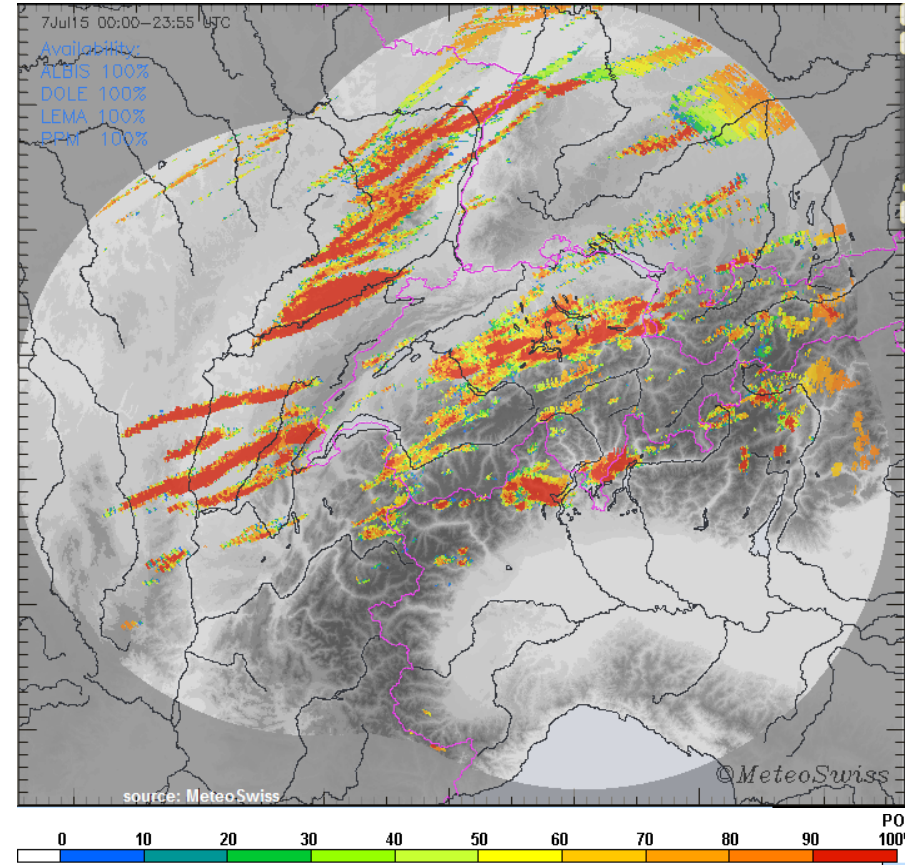 7Jul15 00:00-23:55 UTC
Availability:
ALBIS 100%
DOLE 100%
LEMA 100%
PPM 100%
©MeteoSwiss
source: MeteoSwiss
PO
0 10 20 30 40 50 60 70 80 90 100%